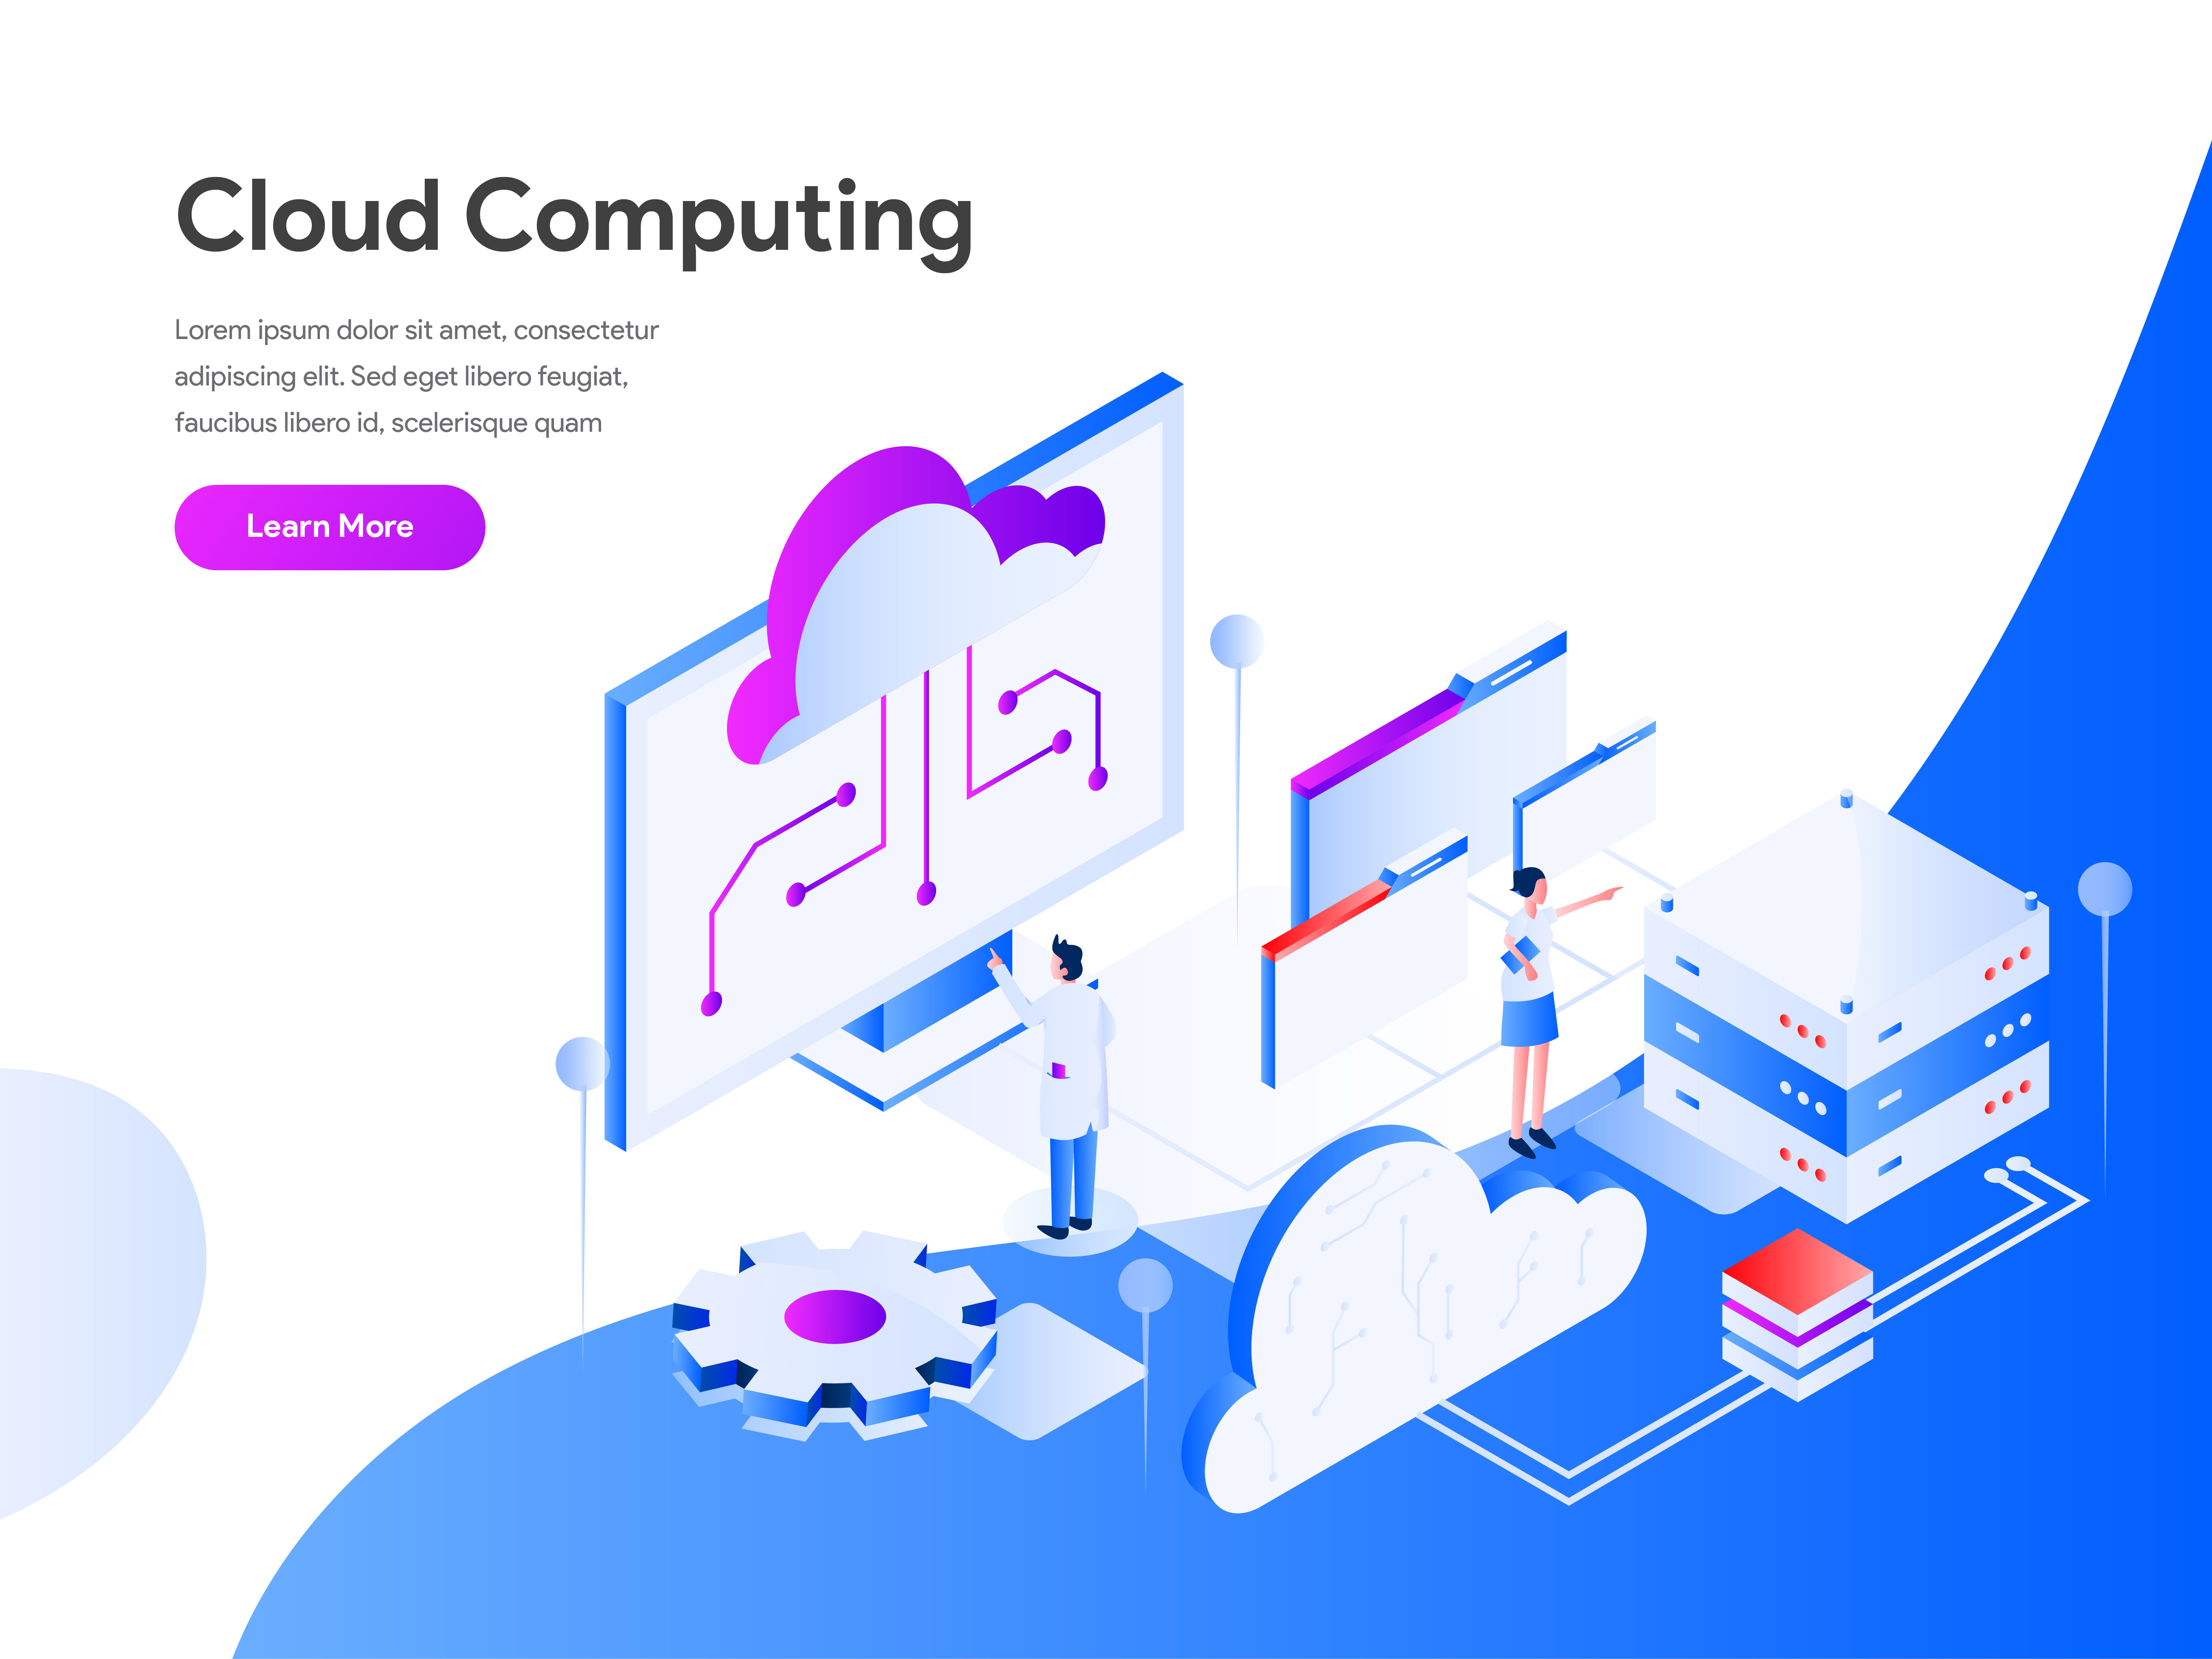 Cloud Computing
Lorem ipsum dolor sit amet, consectetur
adipiscing elit. Sed eget libero feugiat,
faucibus libero id, scelerisque quam
Learn More